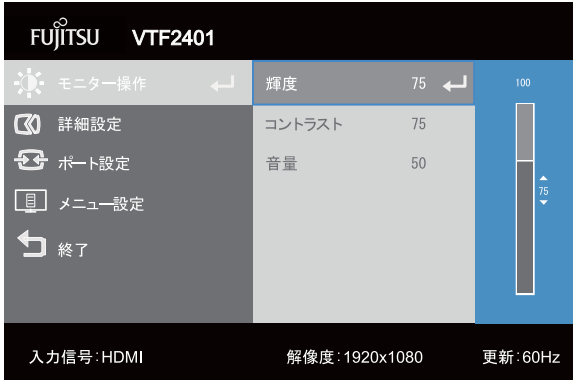 FUJITSU VTF2401
モニター操作 輝度 75 100
詳細設定 コントラスト 75
ポート設定 音量 50
75
メニュー設定
終了
入力信号:HDMI 解像度:1920x1080 更新:60Hz